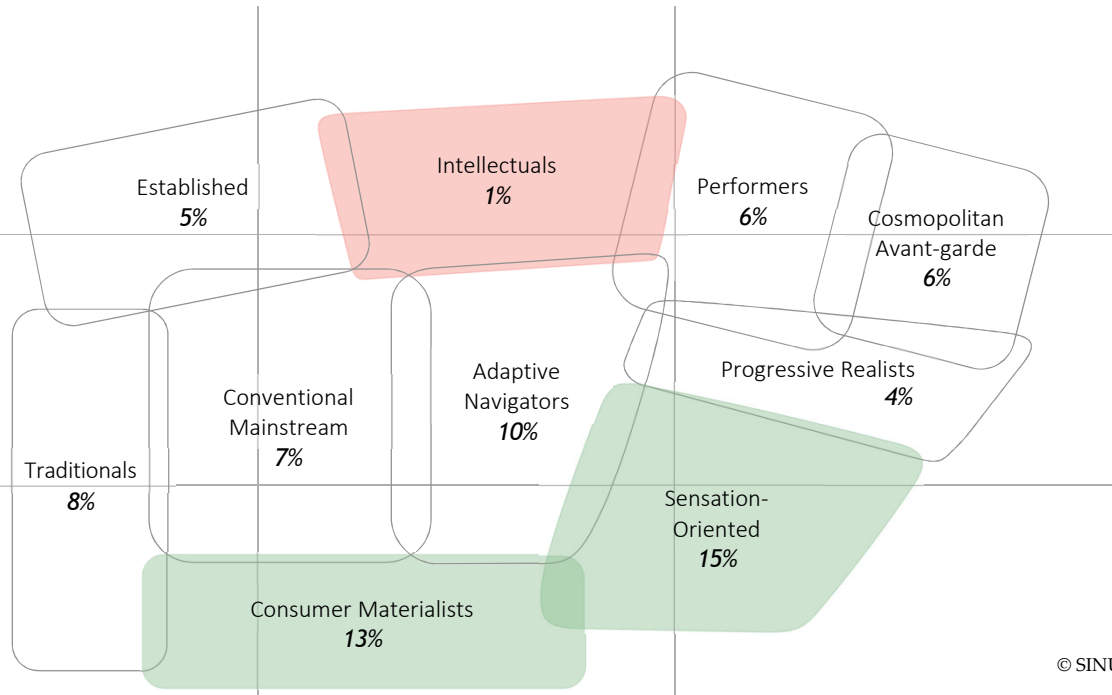 Established
5%
Intellectuals
1%
Performers
6%
Cosmopolitan
Avant-garde
6%
Traditionals
8%
Conventional
Mainstream
7%
Adaptive
Navigators
10%
Progressive Realists
4%
Sensation-
Oriented
15%
Consumer Materialists
13%
© SINU